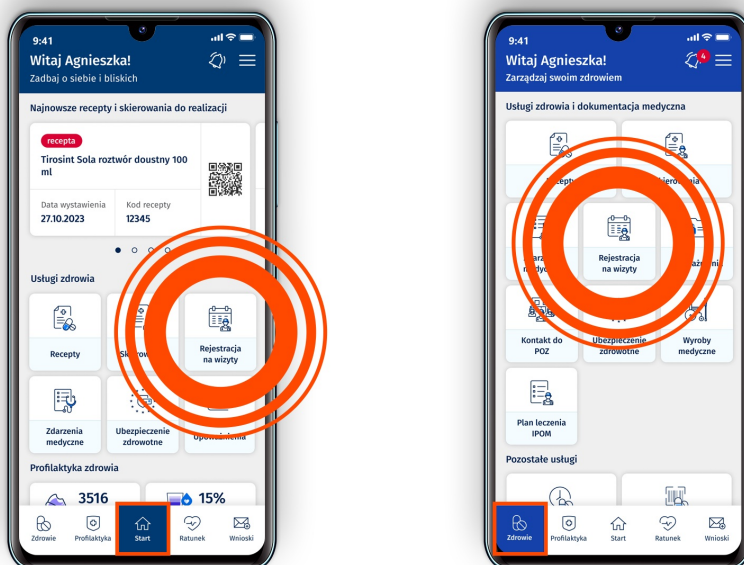 9:41
Witaj Agnieszka!
Zadbaj o siebie i bliskich
Najnowsze recepty i skierowania do realizacji
recepta
Tirosint Sola roztwór doustny 100
ml
Data wystawienia
27.10.2023
Kod recepty
12345
Usługi zdrowia
Recepty
Rejestracja
na wizyty
Zdarzenia
medyczne
Ubezpieczenie
zdrowotne
Upoważnienia
Profilaktyka zdrowia
3516
15%
Zdrowie
Profilaktyka
Start
Ratunek
Wnioski
9:41
4
Witaj Agnieszka!
Zarządzaj swoim zdrowiem
Usługi zdrowia i dokumentacja medyczna
Recepty
Rejestracja
na wizyty
Kontakt do
POZ
Ubezpieczenie
zdrowotne
Wyroby
medyczne
Plan leczenia
IPOM
Pozostałe usługi
Zdrowie
Profilaktyka
Start
Ratunek
Wnioski